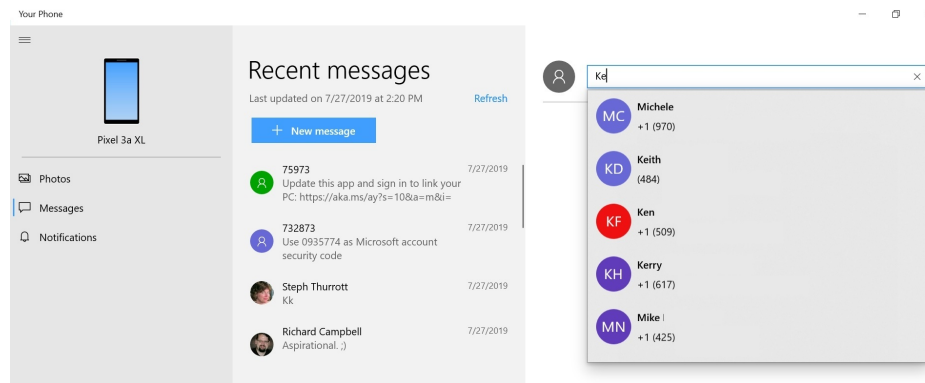 Your Phone
Pixel 3a XL
Photos
Messages
Notifications
Recent messages
Last updated on 7/27/2019 at 2:20 PM Refresh
+ New message
75973 7/27/2019
Update this app and sign in to link your
PC: https://aka.ms/ay?s=10&a=m&i=
732873 7/27/2019
Use 0935774 as Microsoft account
security code
Steph Thurrott 7/27/2019
Kk
Richard Campbell 7/27/2019
Aspirational. ;)
Ke
MC Michele
+1 (970)
KD Keith
(484)
KF Ken
+1 (509)
KH Kerry
+1 (617)
MN Mike
+1 (425)